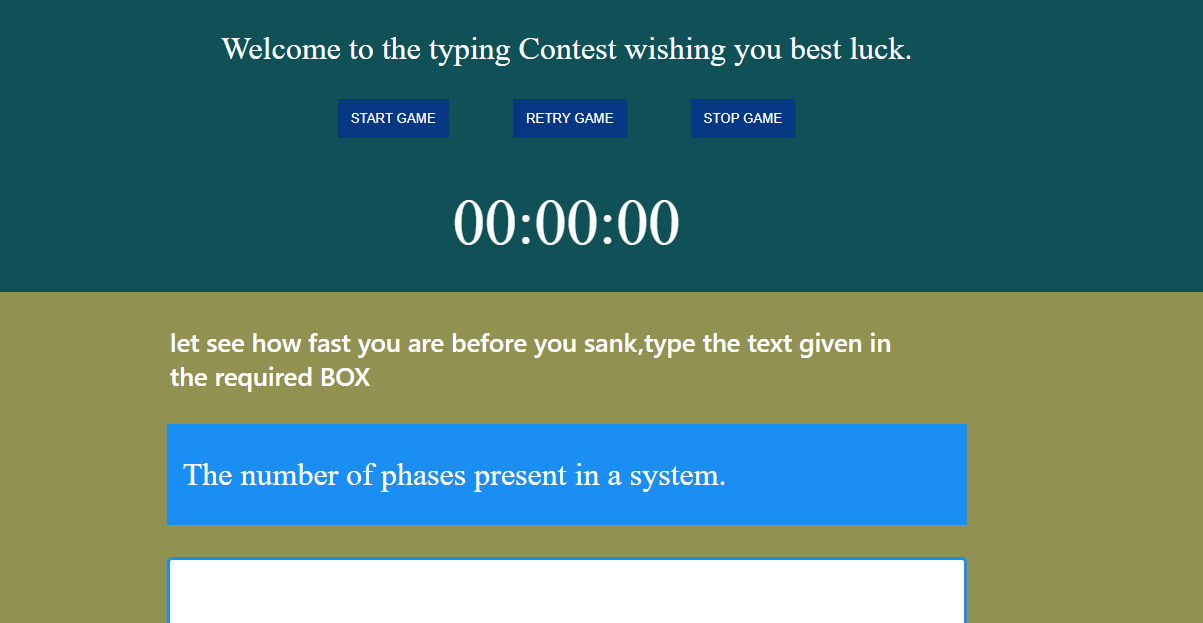 Welcome to the typing Contest wishing you best luck.
START GAME RETRY GAME STOP GAME
00:00:00
let see how fast you are before you sank,type the text given in
the required BOX
The number of phases present in a system.